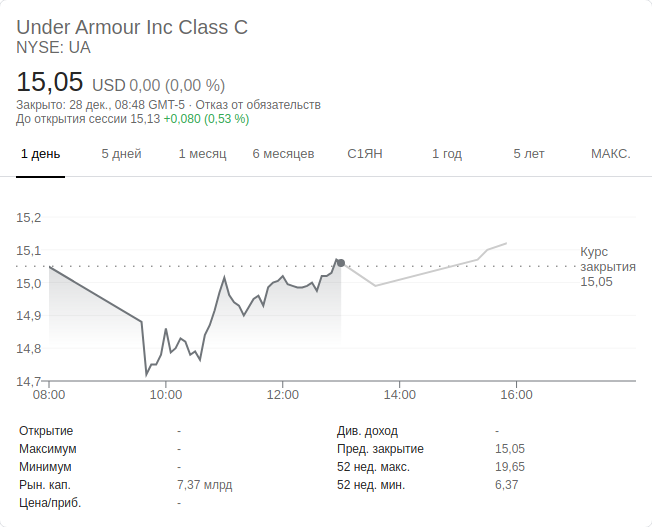 Under Armour Inc Class C
NYSE: UA
15,05 USD 0,00 (0,00 %)
Закрыто: 28 дек., 08:48 GMT-5 · Отказ от обязательств
До открытия сессии 15,13 +0,080 (0,53 %)
1 день 5 дней 1 месяц 6 месяцев С1ЯН 1 год 5 лет МАКС.
15,2
15,1
15,0
14,9
14,8
14,7
Курс
закрытия
15,05
08:00 10:00 12:00 14:00 16:00
Открытие - Див. доход -
Максимум - Пред. закрытие 15,05
Минимум - 52 нед. макс. 19,65
Рын. кап. 7,37 млрд 52 нед. мин. 6,37
Цена/приб. -